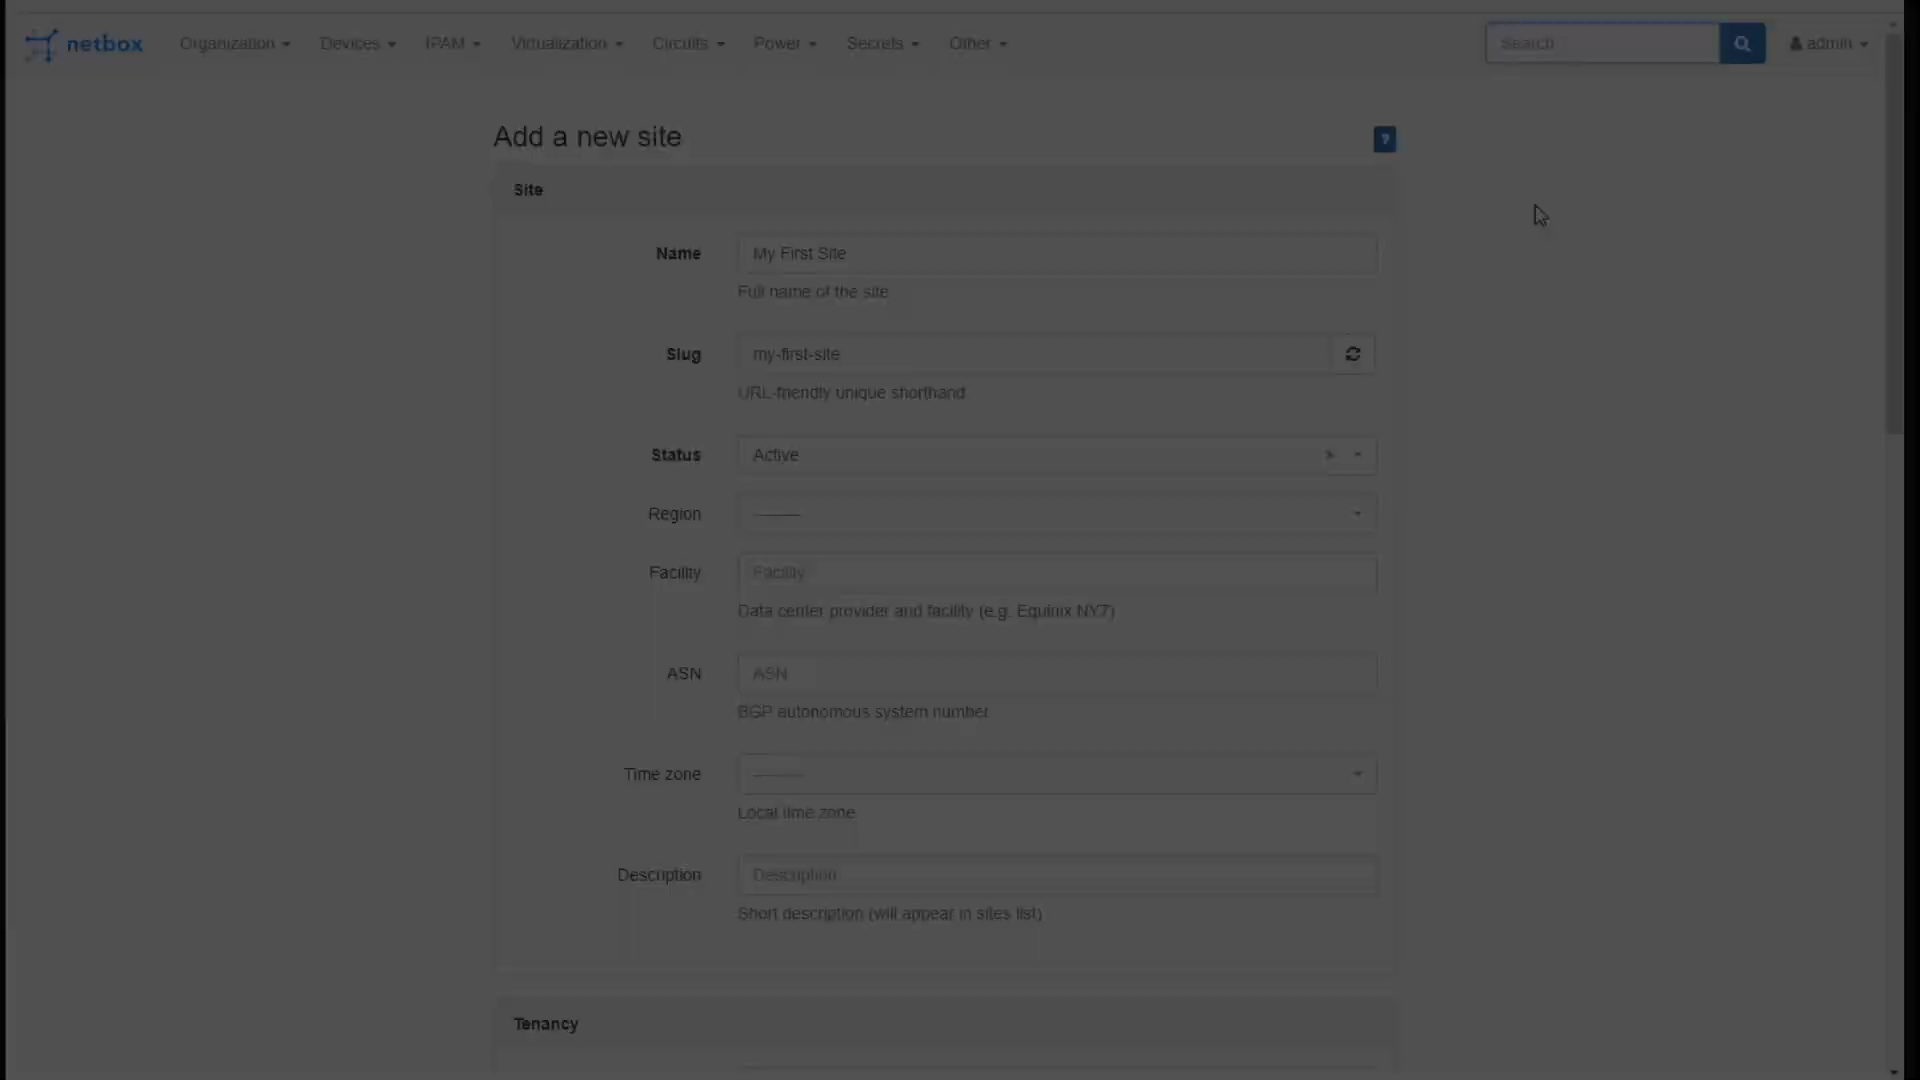 netbox Organization Devices IPAM Virtualization Circuits Power Secrets Other Search admin
Add a new site ?
Site
Name My First Site
Full name of the site
Slug my-first-site
URL-friendly unique shorthand
Status Active ×
Region ---------
Facility Facility
Data center provider and facility (e.g. Equinix NY7)
ASN ASN
BGP autonomous system number
Time zone ---------
Local time zone
Description Description
Short description (will appear in sites list)
Tenancy